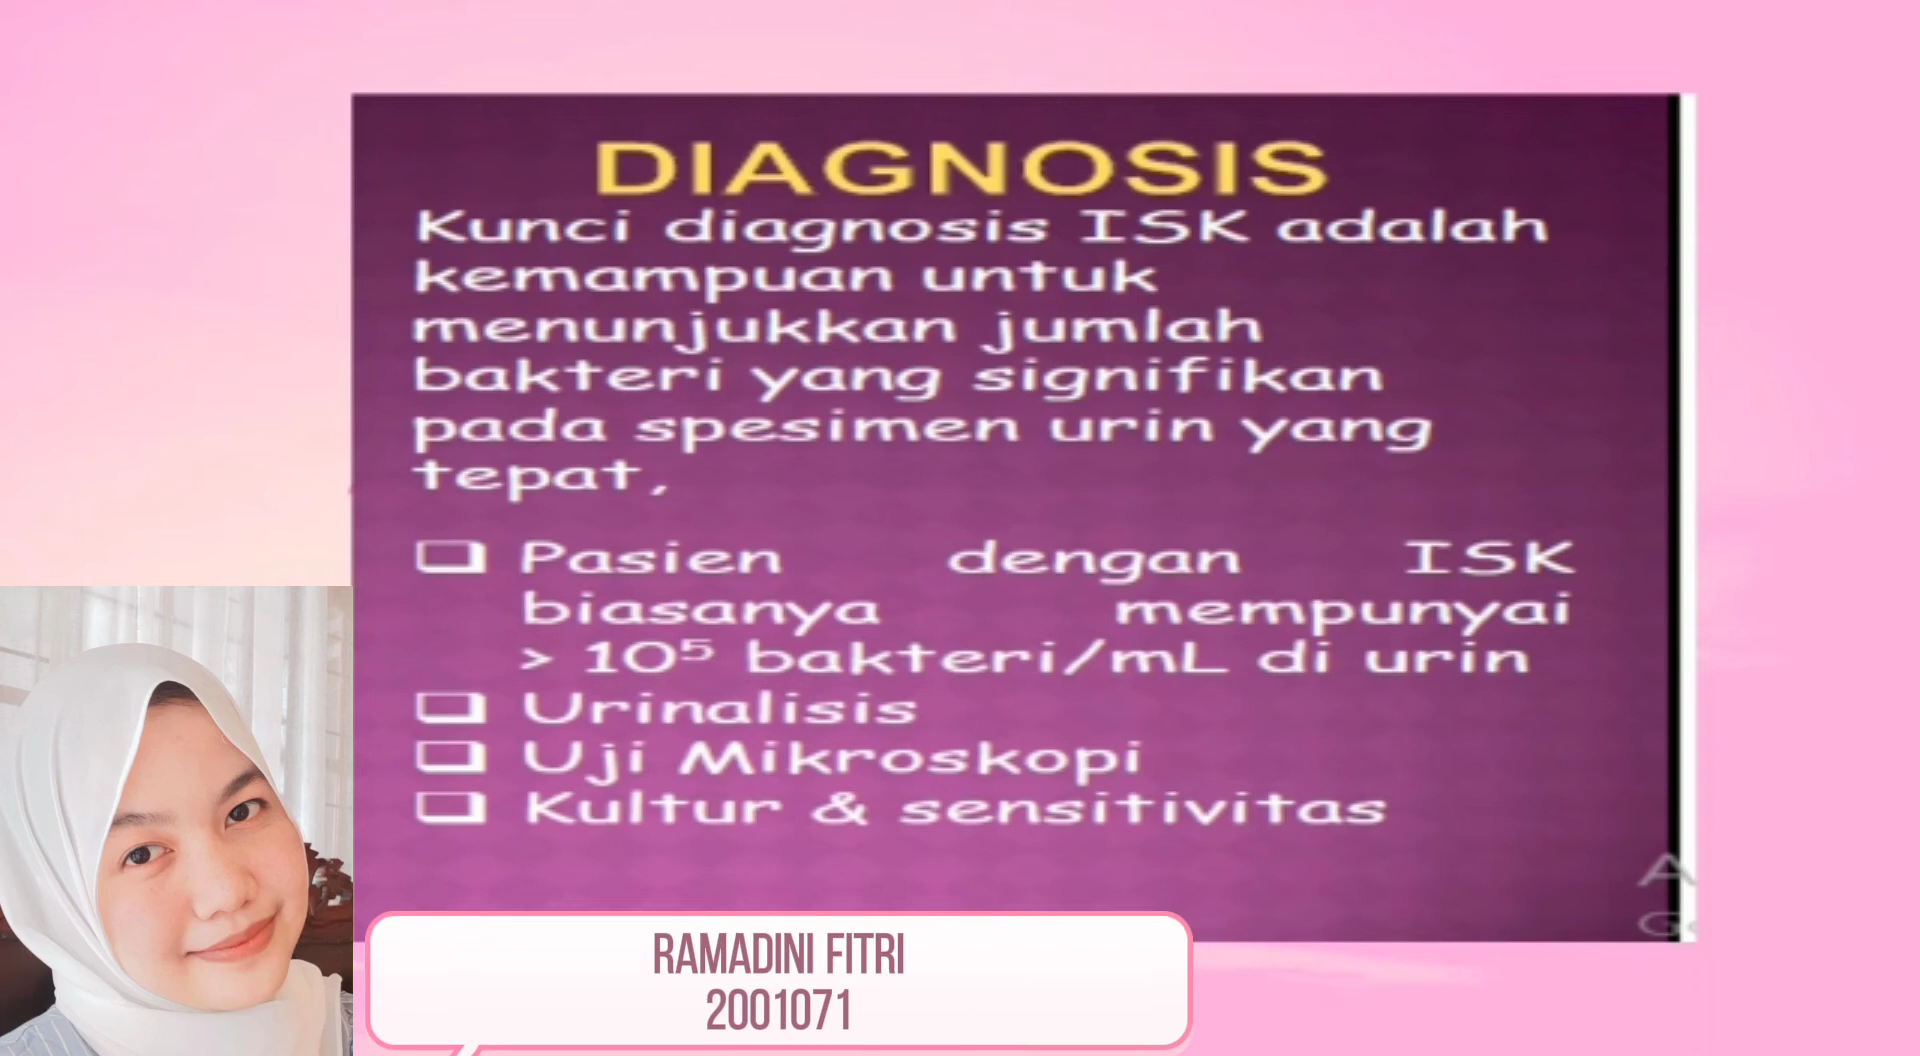 DIAGNOSIS
Kunci diagnosis ISK adalah
kemampuan untuk
menunjukkan jumlah
bakteri yang signifikan
pada spesimen urin yang
tepat,
❑ Pasien dengan ISK
biasanya mempunyai
> 10⁵ bakteri/mL di urin
❑ Urinalisis
❑ Uji Mikroskopi
❑ Kultur & sensitivitas
RAMADINI FITRI
2001071